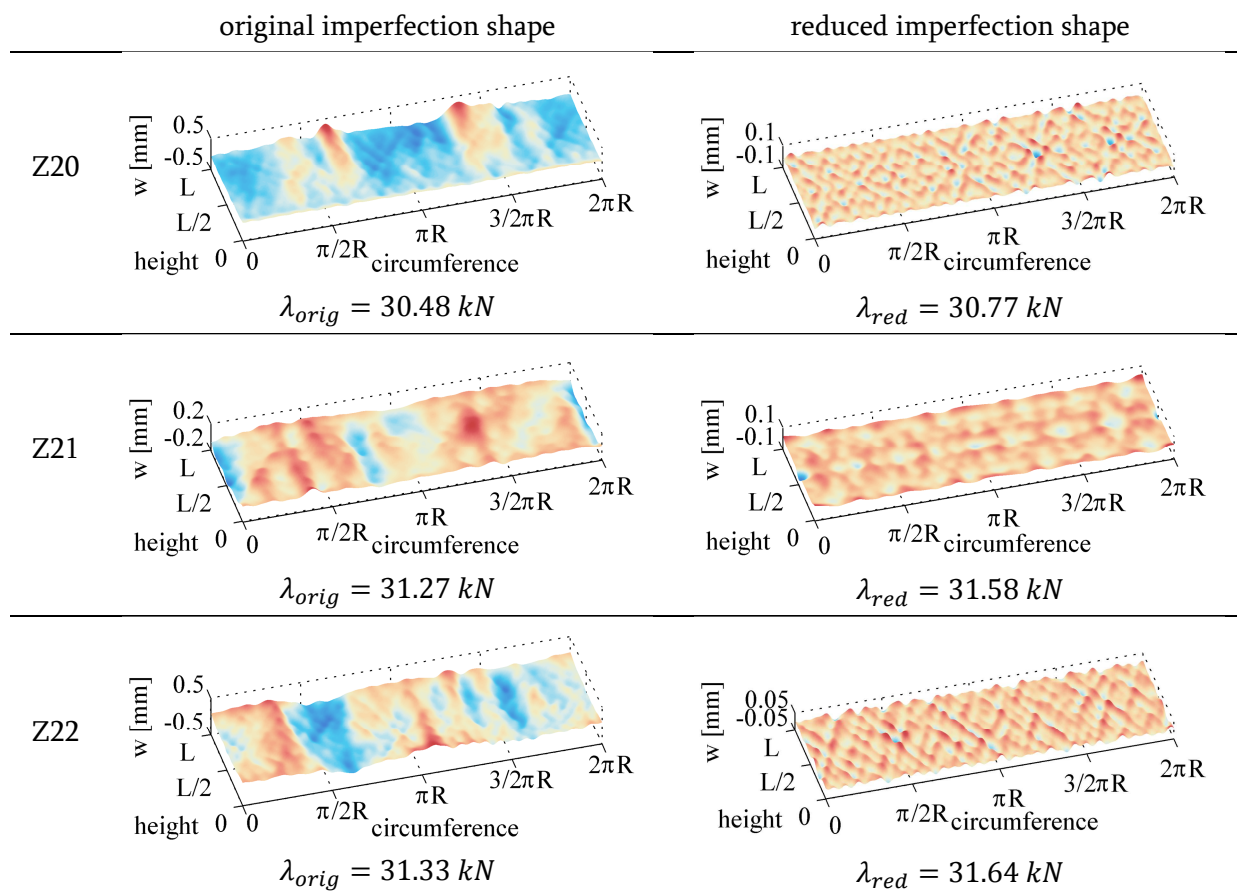 original imperfection shape reduced imperfection shape
Z20
w [mm] 0.5 -0.5 L L/2 0 height 0 π/2R πR 3/2πR 2πR circumference
w [mm] 0.1 -0.1 L L/2 0 height 0 π/2R πR 3/2πR 2πR circumference
λorig = 30.48 kN λred = 30.77 kN
Z21
w [mm] 0.2 -0.2 L L/2 0 height 0 π/2R πR 3/2πR 2πR circumference
w [mm] 0.1 -0.1 L L/2 0 height 0 π/2R πR 3/2πR 2πR circumference
λorig = 31.27 kN λred = 31.58 kN
Z22
w [mm] 0.5 -0.5 L L/2 0 height 0 π/2R πR 3/2πR 2πR circumference
w [mm] 0.05 -0.05 L L/2 0 height 0 π/2R πR 3/2πR 2πR circumference
λorig = 31.33 kN λred = 31.64 kN